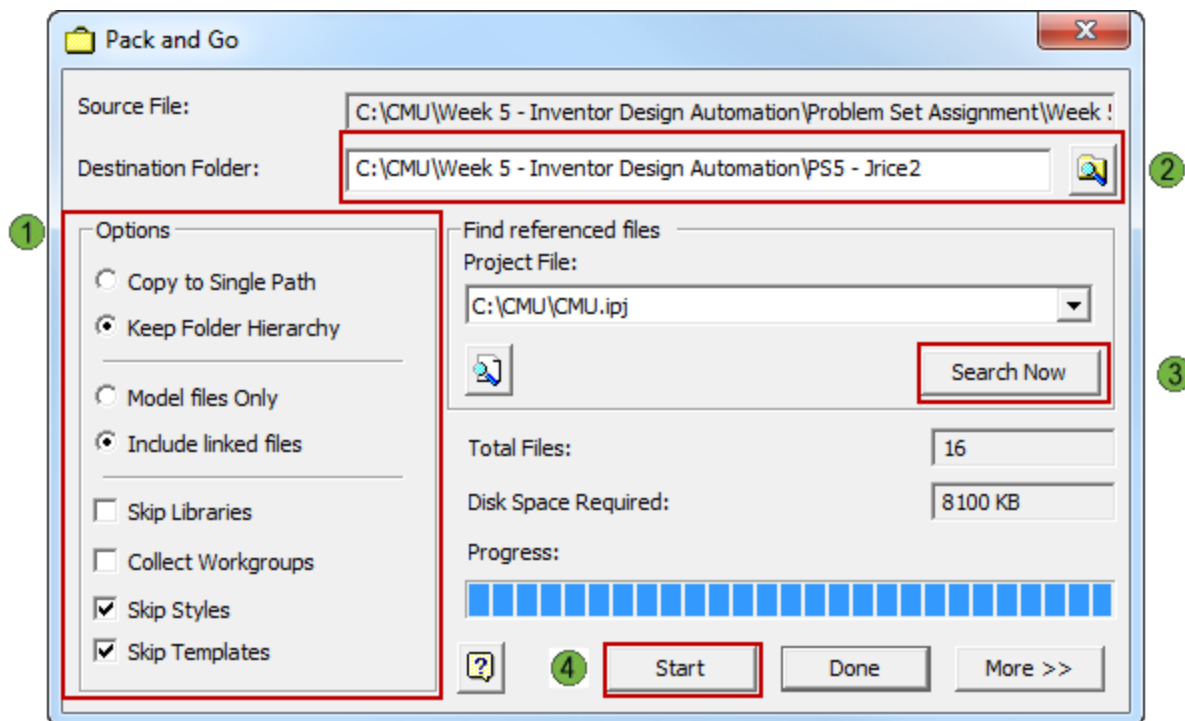 Pack and Go
Source File:
C:\CMU\Week 5 - Inventor Design Automation\Problem Set Assignment\Week
Destination Folder:
C:\CMU\Week 5 - Inventor Design Automation\PS5 - Jrice2
2
1
Options
Copy to Single Path
Keep Folder Hierarchy
Model files Only
Include linked files
Skip Libraries
Collect Workgroups
Skip Styles
Skip Templates
Find referenced files
Project File:
C:\CMU\CMU.ipj
Search Now
3
Total Files:
16
Disk Space Required:
8100 KB
Progress:
4
Start
Done
More >>